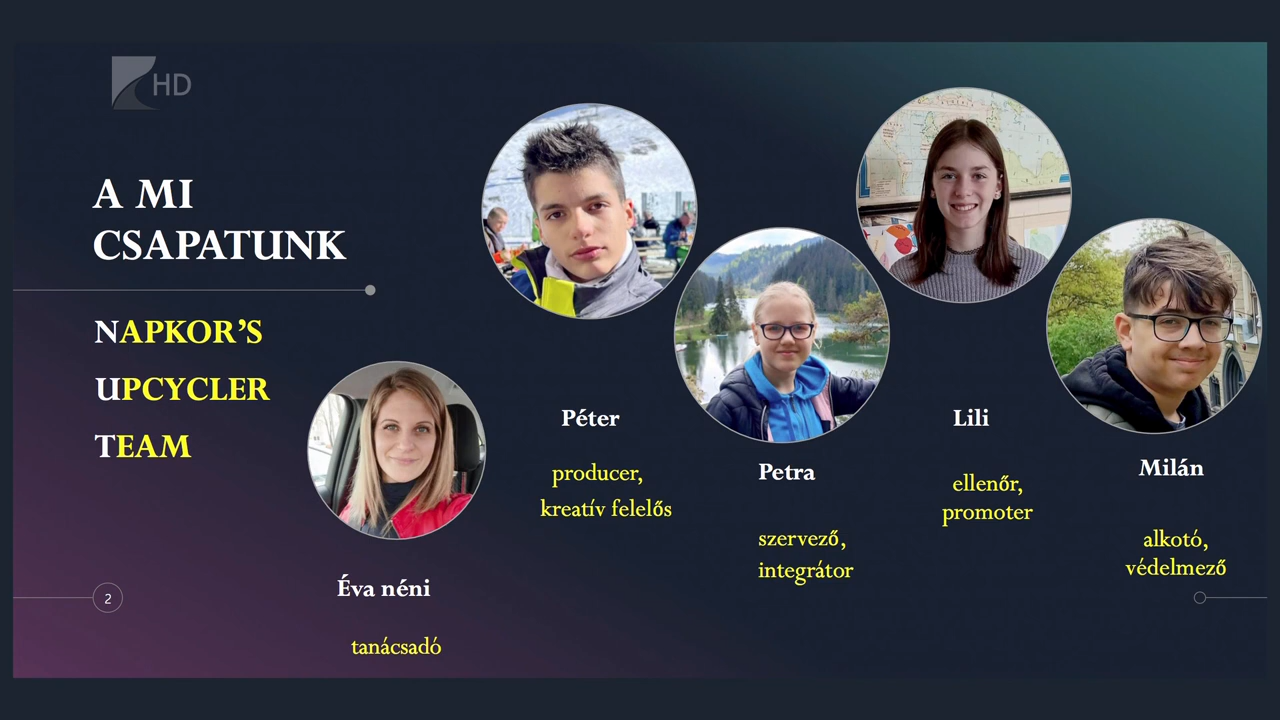 HD
A MI
CSAPATUNK
NAPKOR'S
UPCYCLER
TEAM
Éva néni
tanácsadó
Péter
producer,
kreatív felelős
Petra
szervező,
integrátor
Lili
ellenőr,
promoter
Milán
alkotó,
védelmező
2